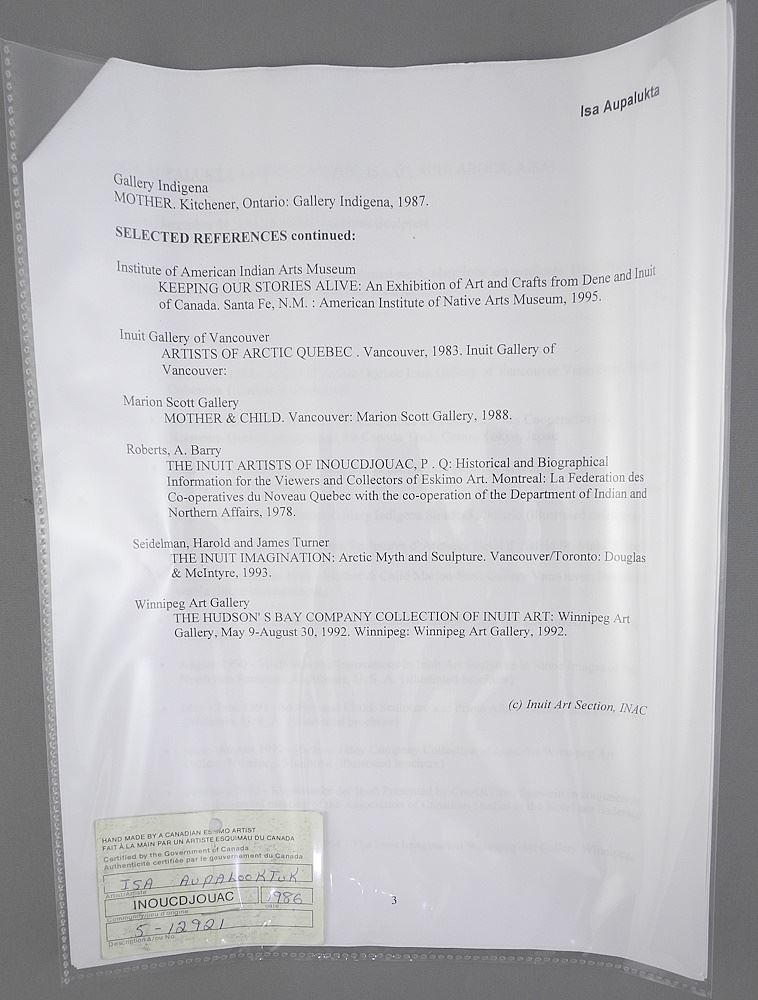 Isa Aupalukta
Gallery Indigena
MOTHER. Kitchener, Ontario: Gallery Indigena, 1987.
SELECTED REFERENCES continued:
Institute of American Indian Arts Museum
KEEPING OUR STORIES ALIVE: An Exhibition of Art and Crafts from Dene and Inuit
of Canada. Santa Fe, N.M. : American Institute of Native Arts Museum, 1995.
Inuit Gallery of Vancouver
ARTISTS OF ARCTIC QUEBEC . Vancouver, 1983. Inuit Gallery of
Vancouver:
Marion Scott Gallery
MOTHER & CHILD. Vancouver: Marion Scott Gallery, 1988.
Roberts, A. Barry
THE INUIT ARTISTS OF INOUCDJOUAC, P . Q: Historical and Biographical
Information for the Viewers and Collectors of Eskimo Art. Montreal: La Federation des
Co-operatives du Noveau Quebec with the co-operation of the Department of Indian and
Northern Affairs, 1978.
Seidelman, Harold and James Turner
THE INUIT IMAGINATION: Arctic Myth and Sculpture. Vancouver/Toronto: Douglas
& McIntyre, 1993.
Winnipeg Art Gallery
THE HUDSON' S BAY COMPANY COLLECTION OF INUIT ART: Winnipeg Art
Gallery, May 9-August 30, 1992. Winnipeg: Winnipeg Art Gallery, 1992.
(c) Inuit Art Section, INAC
HAND MADE BY A CANADIAN ESKIMO ARTIST
FAIT À LA MAIN PAR UN ARTISTE ESQUIMAU DU CANADA
Certified by the Government of Canada
Authenticité certifiée par le gouvernement du Canada
ISA AUPALOOKTUK
Artist/Artiste
INOUCDJOUAC 1986
Community/lieu d'origine Date
5-12921
Description &/ou No.
3